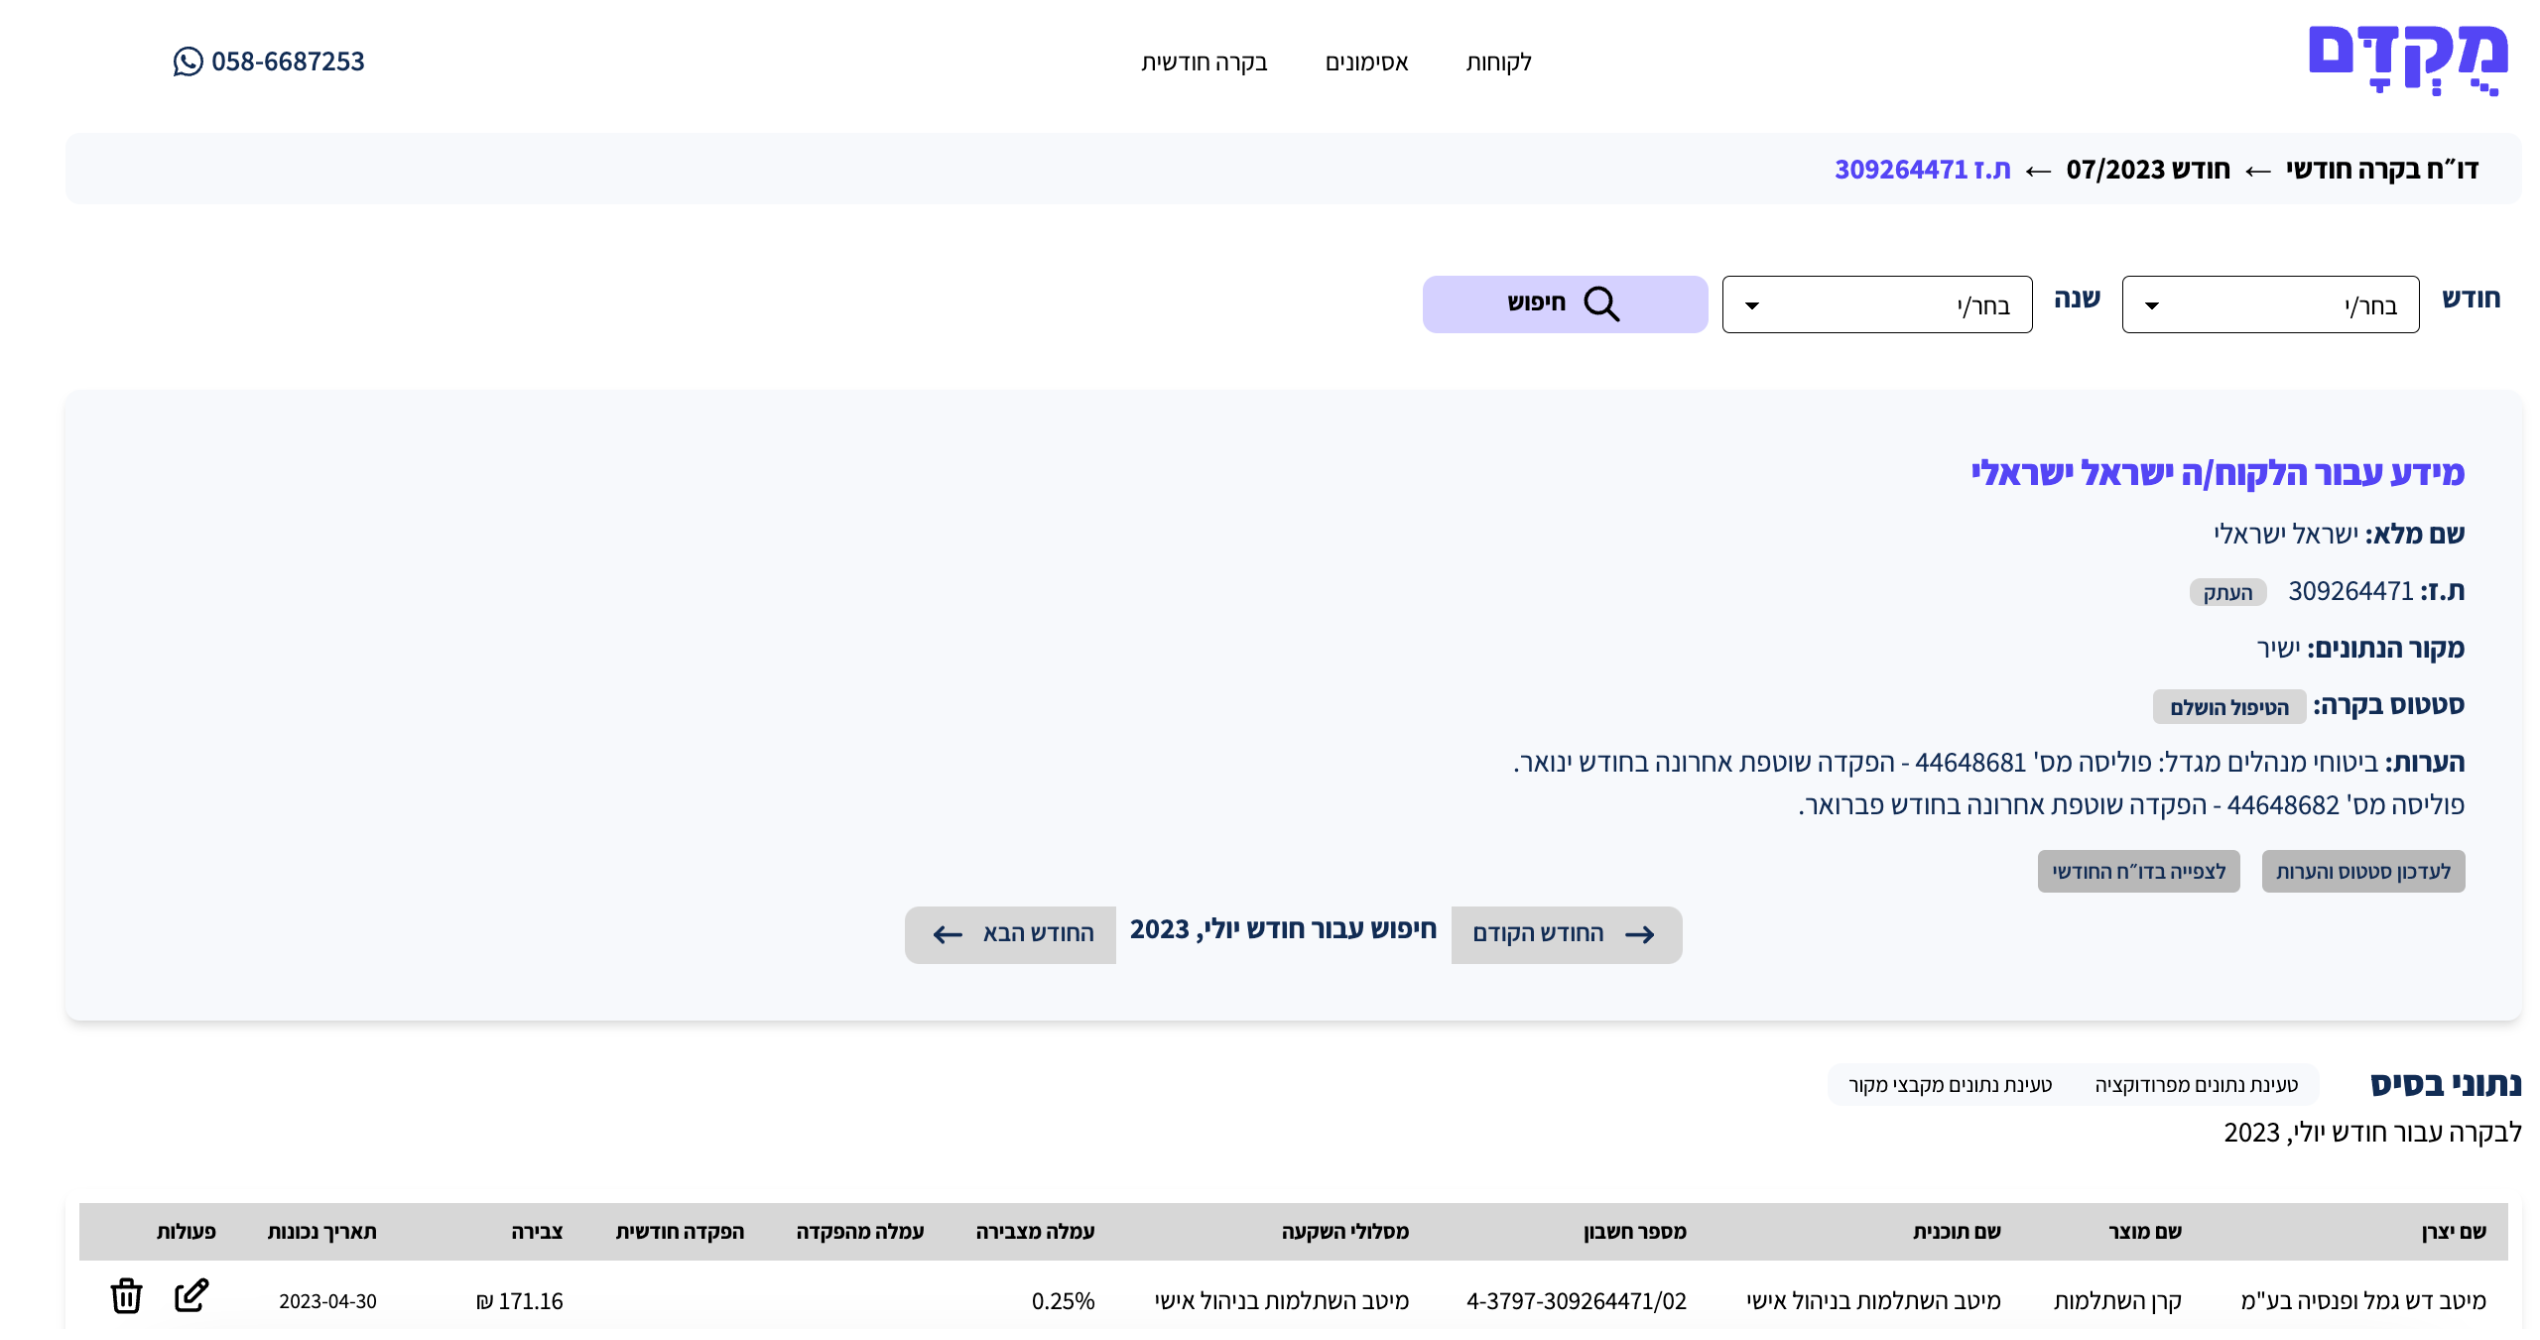 מֻקְדָּם
לקוחות אסימונים בקרה חודשית
058-6687253
דו״ח בקרה חודשי ← חודש 07/2023 ← ת.ז 309264471
חודש בחר/י שנה בחר/י חיפוש
מידע עבור הלקוח/ה ישראל ישראלי
שם מלא: ישראל ישראלי
ת.ז: 309264471 העתק
מקור הנתונים: ישיר
סטטוס בקרה: הטיפול הושלם
הערות: ביטוחי מנהלים מגדל: פוליסה מס' 44648681 - הפקדה שוטפת אחרונה בחודש ינואר.
פוליסה מס' 44648682 - הפקדה שוטפת אחרונה בחודש פברואר.
לעדכון סטטוס והערות לצפייה בדו״ח החודשי
→ החודש הקודם חיפוש עבור חודש יולי, 2023 החודש הבא ←
נתוני בסיס טעינת נתונים מפרודוקציה טעינת נתונים מקבצי מקור
לבקרה עבור חודש יולי, 2023
שם יצרן שם מוצר שם תוכנית מספר חשבון מסלולי השקעה עמלה מצבירה עמלה מהפקדה הפקדה חודשית צבירה תאריך נכונות פעולות
מיטב דש גמל ופנסיה בע"מ קרן השתלמות מיטב השתלמות בניהול אישי 4-3797-309264471/02 מיטב השתלמות בניהול אישי 0.25% 171.16 ₪ 2023-04-30